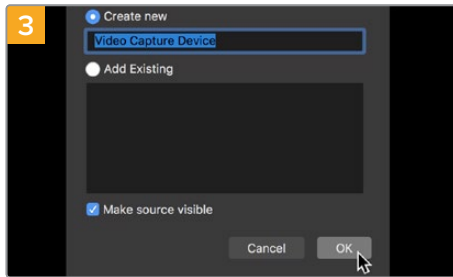 3
Create new
Video Capture Device
Add Existing
Make source visible
Cancel OK